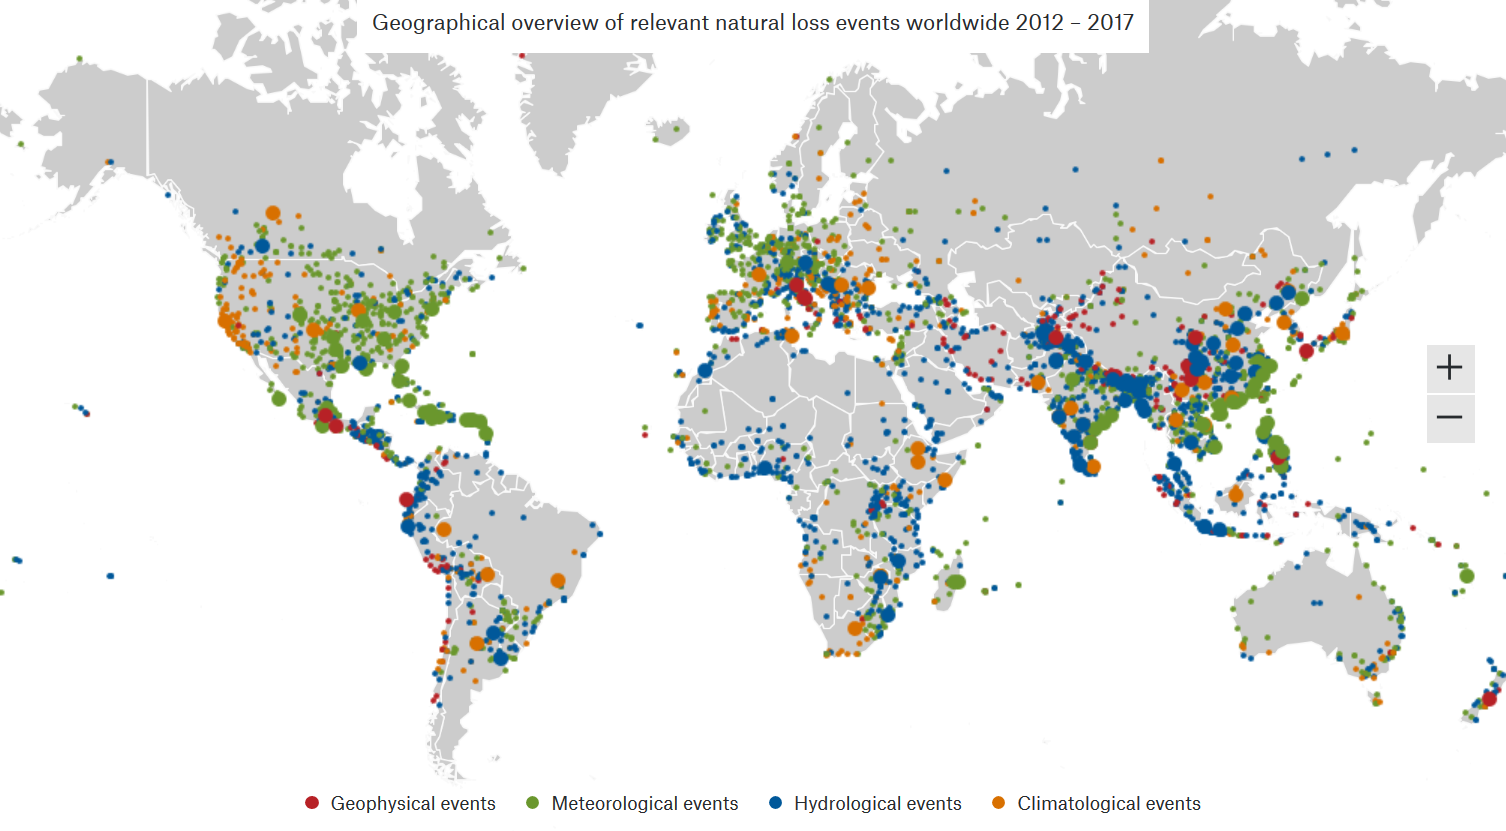 Geographical overview of relevant natural loss events worldwide 2012 – 2017
+
−
Geophysical events
Meteorological events
Hydrological events
Climatological events